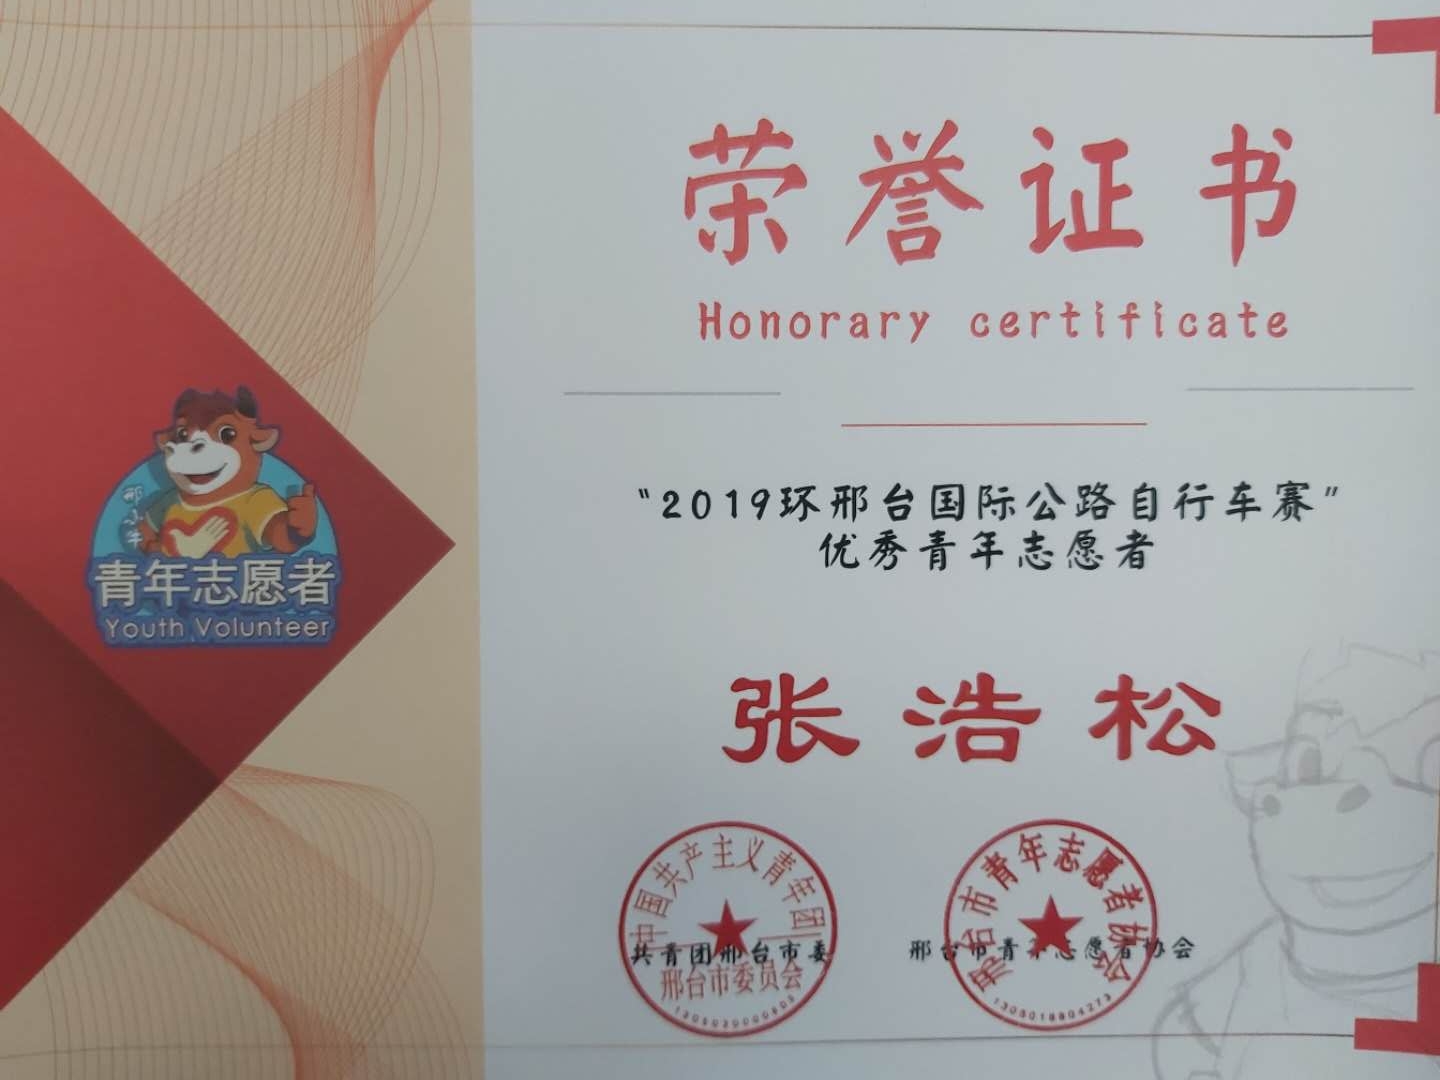 荣誉证书
Honorary certificate
“2019环邢台国际公路自行车赛”
优秀青年志愿者
张浩松
邢小牛
青年志愿者
Youth Volunteer
共青团邢台市委
邢台市青年志愿者协会
中国共产主义青年团
邢台市委员会
邢台市青年志愿者协会